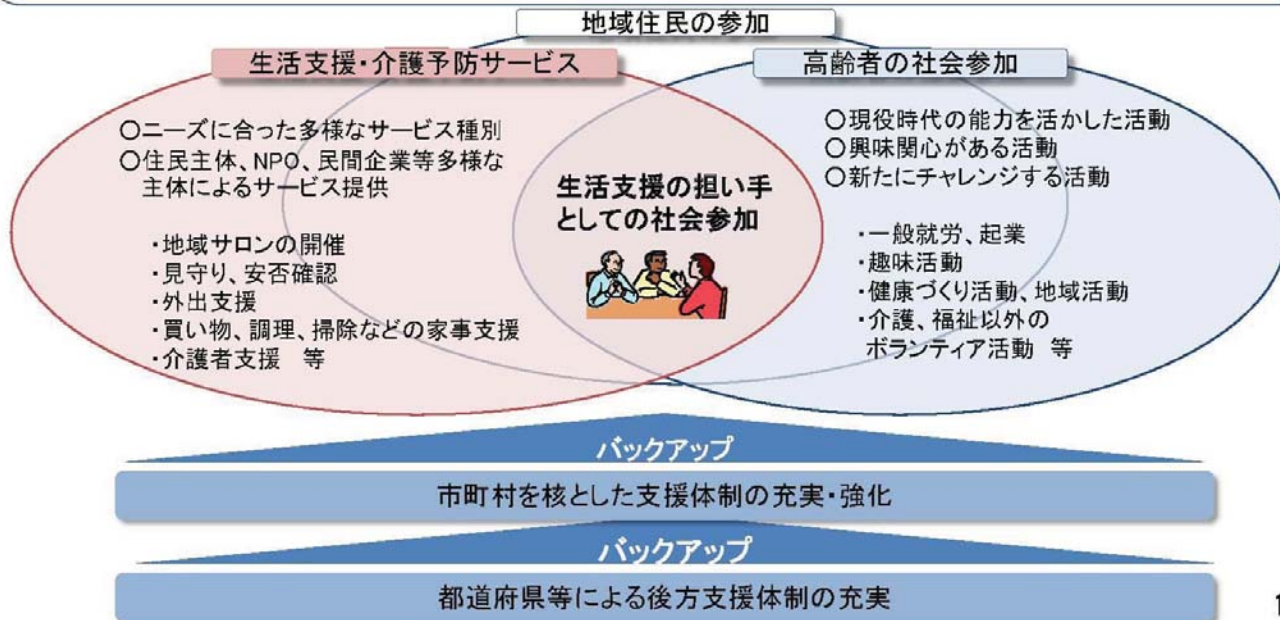 地域住民の参加
生活支援・介護予防サービス
○ニーズに合った多様なサービス種別
○住民主体、NPO、民間企業等多様な
主体によるサービス提供
・地域サロンの開催
・見守り、安否確認
・外出支援
・買い物、調理、掃除などの家事支援
・介護者支援 等
生活支援の担い手
としての社会参加
高齢者の社会参加
○現役時代の能力を活かした活動
○興味関心がある活動
○新たにチャレンジする活動
・一般就労、起業
・趣味活動
・健康づくり活動、地域活動
・介護、福祉以外の
ボランティア活動 等
バックアップ
市町村を核とした支援体制の充実・強化
バックアップ
都道府県等による後方支援体制の充実